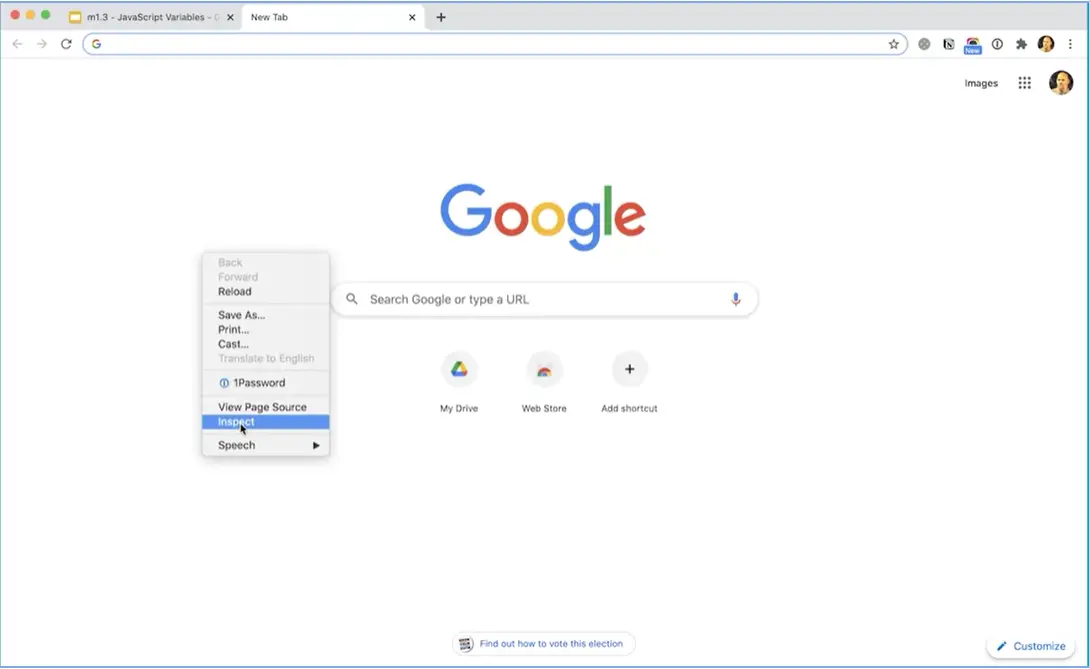 m1.3 - JavaScript Variables -
New Tab
New
Images
Google
Back
Forward
Reload
Save As...
Print...
Cast...
Translate to English
1Password
View Page Source
Inspect
Speech
Search Google or type a URL
My Drive
Web Store
Add shortcut
Find out how to vote this election
Customize